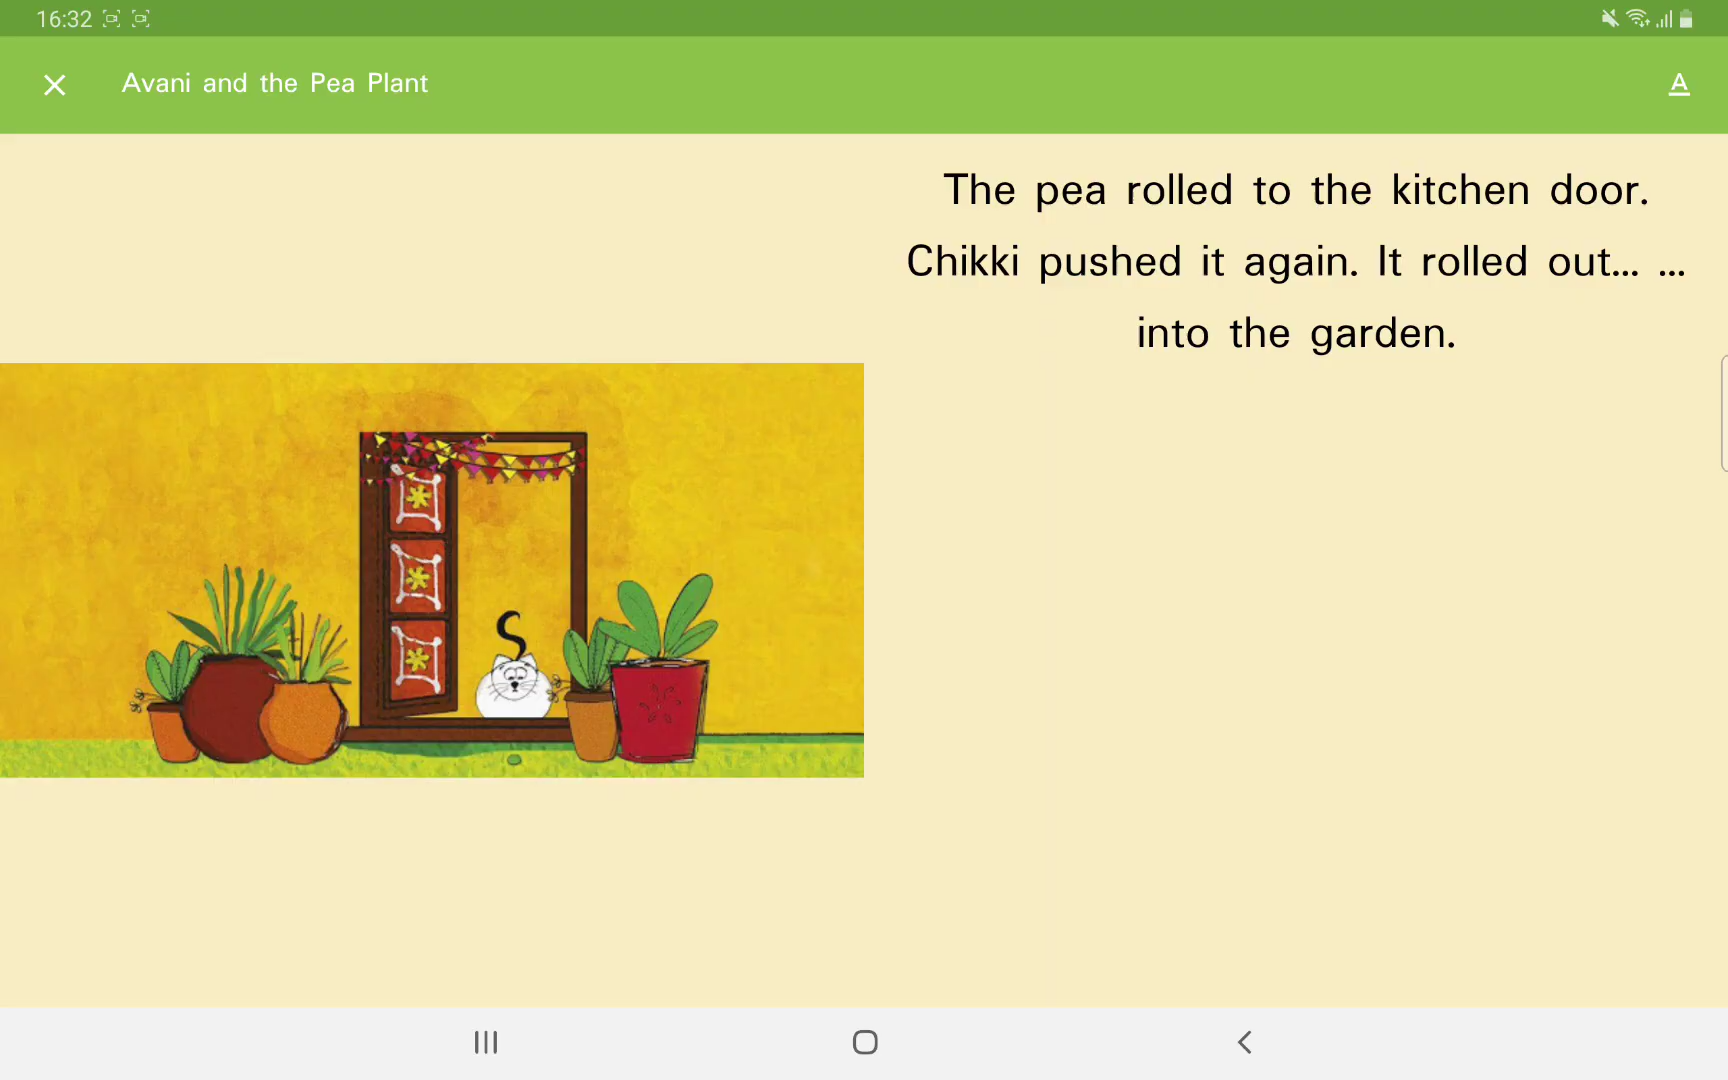 16:32
Avani and the Pea Plant
A
The pea rolled to the kitchen door.
Chikki pushed it again. It rolled out... ...
into the garden.